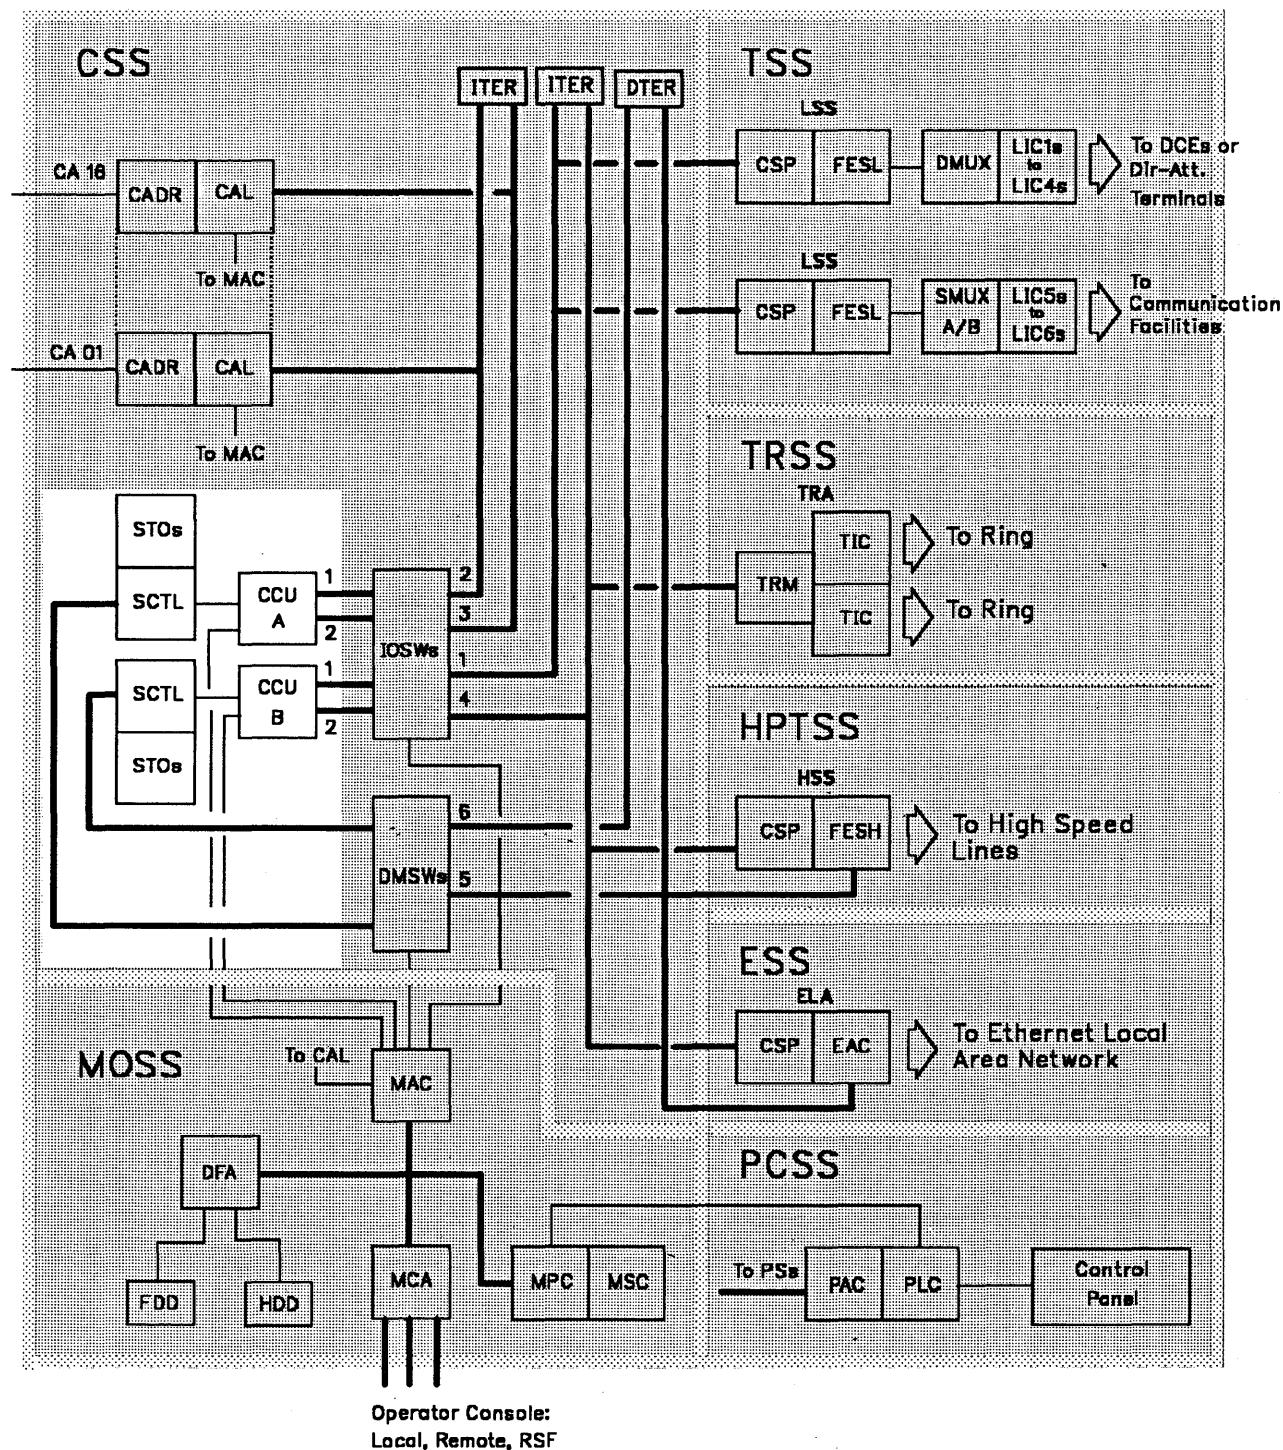 CSS
ITER
ITER
DTER
CA 16
CADR
CAL
To MAC
CA 01
CADR
CAL
To MAC
STOs
SCTL
CCU
A
1
2
SCTL
STOs
CCU
B
1
2
IOSWs
2
3
1
4
DMSWs
6
5
TSS
LSS
CSP
FESL
DMUX
LIC1s
to
LIC4s
To DCEs or
Dir-Att.
Terminals
LSS
CSP
FESL
SMUX
A/B
LIC5s
to
LIC6s
To
Communication
Facilities
TRSS
TRA
TRM
TIC
To Ring
TIC
To Ring
HPTSS
HSS
CSP
FESH
To High Speed
Lines
ESS
ELA
CSP
EAC
To Ethernet Local
Area Network
MOSS
To CAL
MAC
DFA
FDD
HDD
MCA
MPC
MSC
PCSS
To PSs
PAC
PLC
Control
Panel
Operator Console:
Local, Remote, RSF